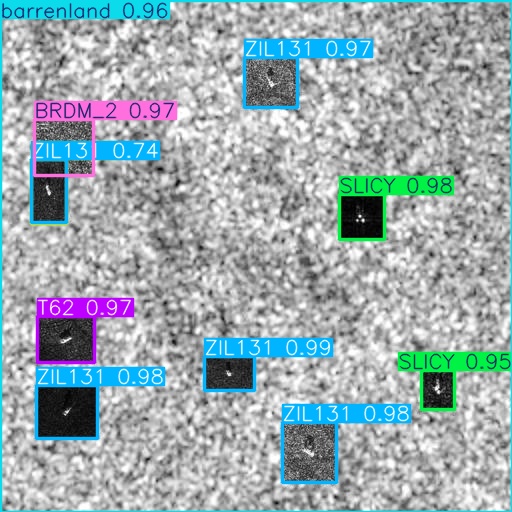 barrenland 0.96
ZIL131 0.97
BRDM_2 0.97
ZIL131 0.74
SLICY 0.98
T62 0.97
ZIL131 0.99
SLICY 0.95
ZIL131 0.98
ZIL131 0.98